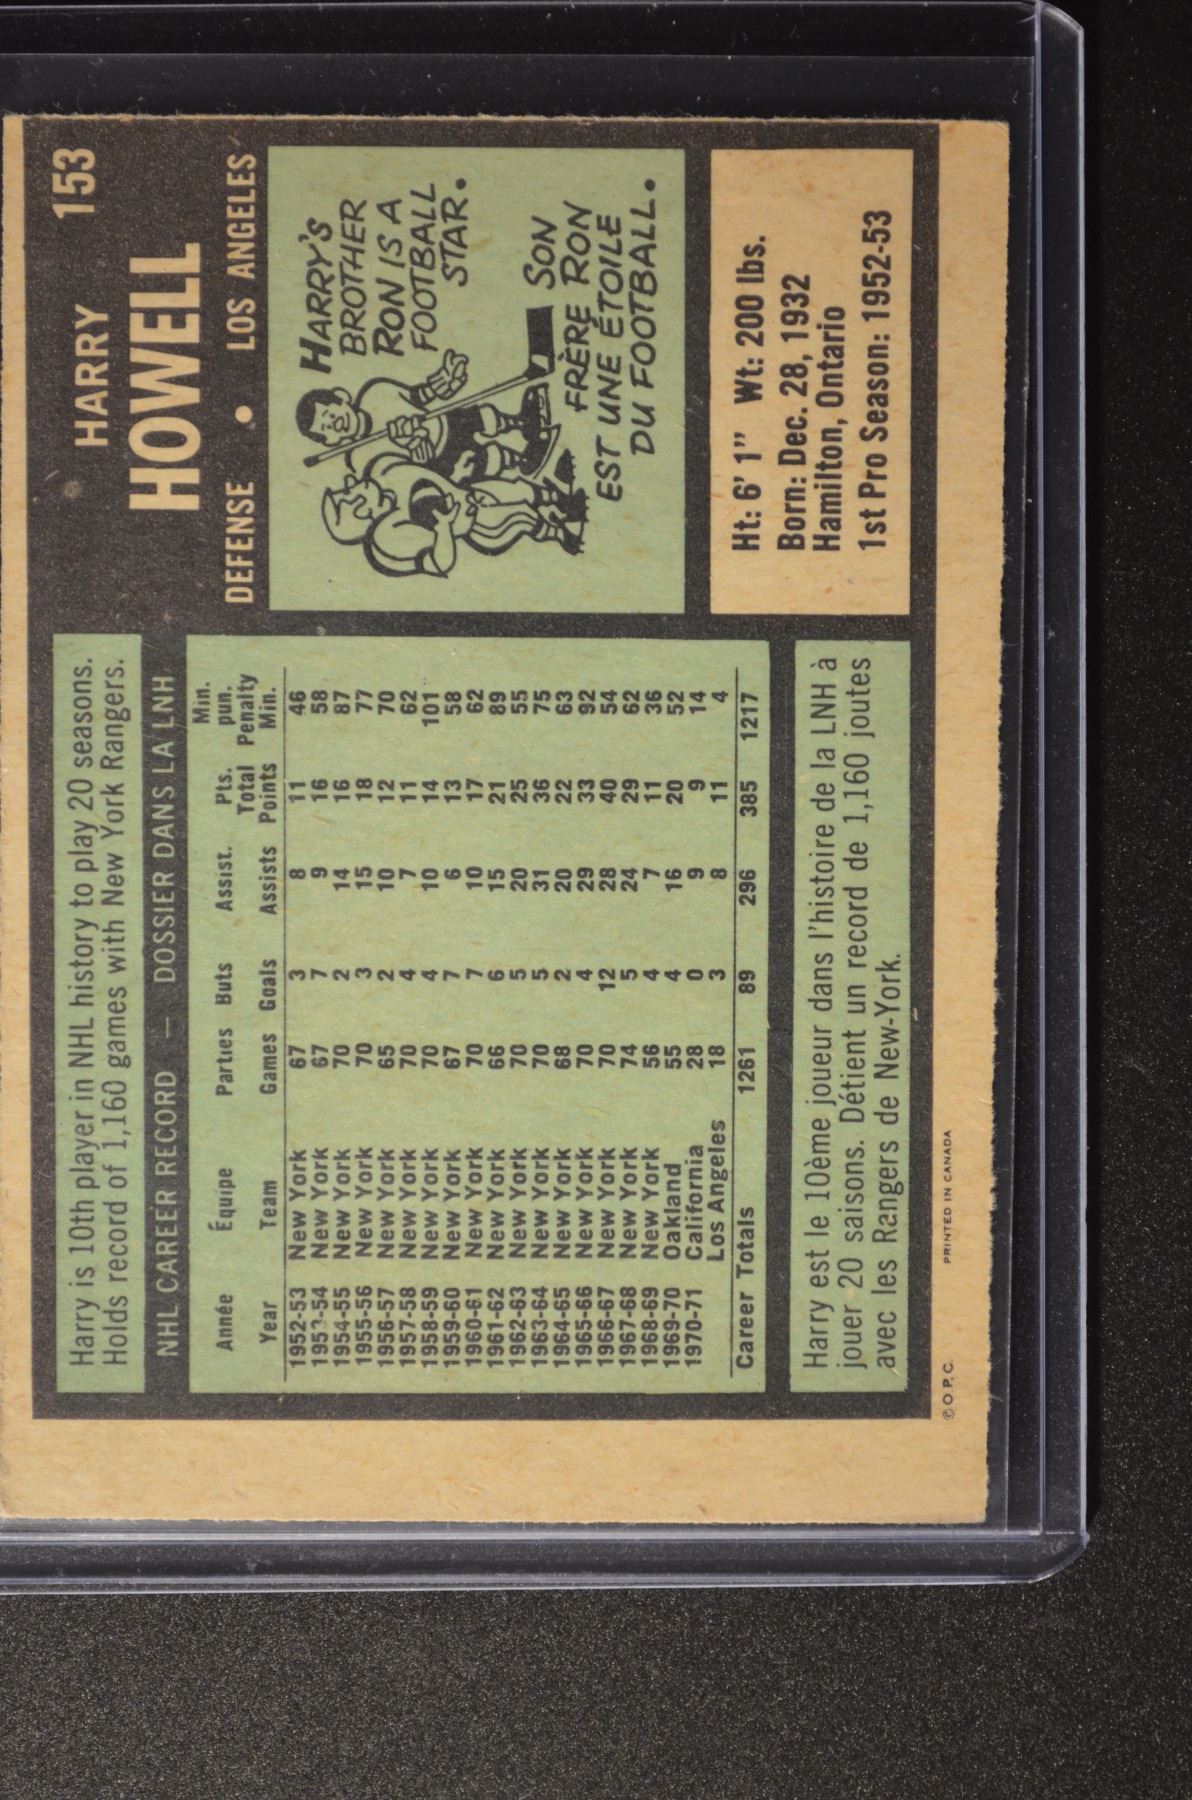 Harry is 10th player in NHL history to play 20 seasons.
Holds record of 1,160 games with New York Rangers.
HARRY 153
HOWELL
DEFENSE • LOS ANGELES
NHL CAREER RECORD — DOSSIER DANS LA LNH
Année Équipe Parties Buts Assist. Pts. Min. pun.
Year Team Games Goals Assists Total Points Penalty Min.
1952-53 New York 67 3 8 11 46
1953-54 New York 67 7 9 16 58
1954-55 New York 70 2 14 16 87
1955-56 New York 70 3 15 18 77
1956-57 New York 65 2 10 12 70
1957-58 New York 70 4 7 11 62
1958-59 New York 70 4 10 14 101
1959-60 New York 67 7 6 13 58
1960-61 New York 70 7 10 17 62
1961-62 New York 66 6 15 21 89
1962-63 New York 70 5 20 25 55
1963-64 New York 70 5 31 36 75
1964-65 New York 68 2 20 22 63
1965-66 New York 70 4 29 33 92
1966-67 New York 70 12 28 40 54
1967-68 New York 74 5 24 29 62
1968-69 New York 56 4 7 11 36
1969-70 Oakland 55 4 16 20 52
1970-71 California 28 0 9 9 14
Los Angeles 18 3 8 11 4
Career Totals 1261 89 296 385 1217
HARRY'S
BROTHER
RON IS A
FOOTBALL
STAR.
SON
FRÈRE RON
EST UNE ÉTOILE
DU FOOTBALL.
Ht: 6' 1" Wt: 200 lbs.
Born: Dec. 28, 1932
Hamilton, Ontario
1st Pro Season: 1952-53
Harry est le 10ème joueur dans l'histoire de la LNH à
jouer 20 saisons. Détient un record de 1,160 joutes
avec les Rangers de New-York.
© O.P.C. PRINTED IN CANADA